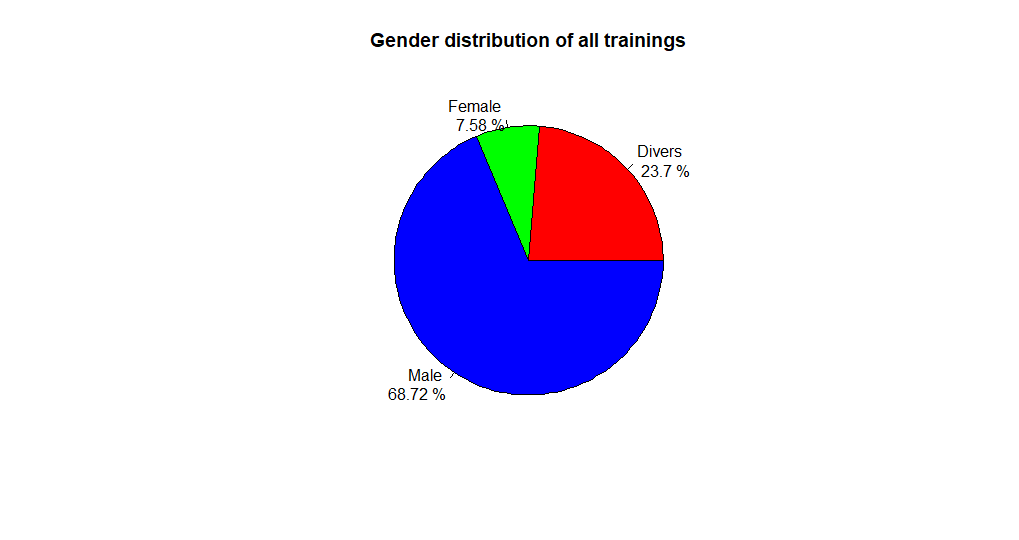 Gender distribution of all trainings
Female
7.58 %
Divers
23.7 %
Male
68.72 %